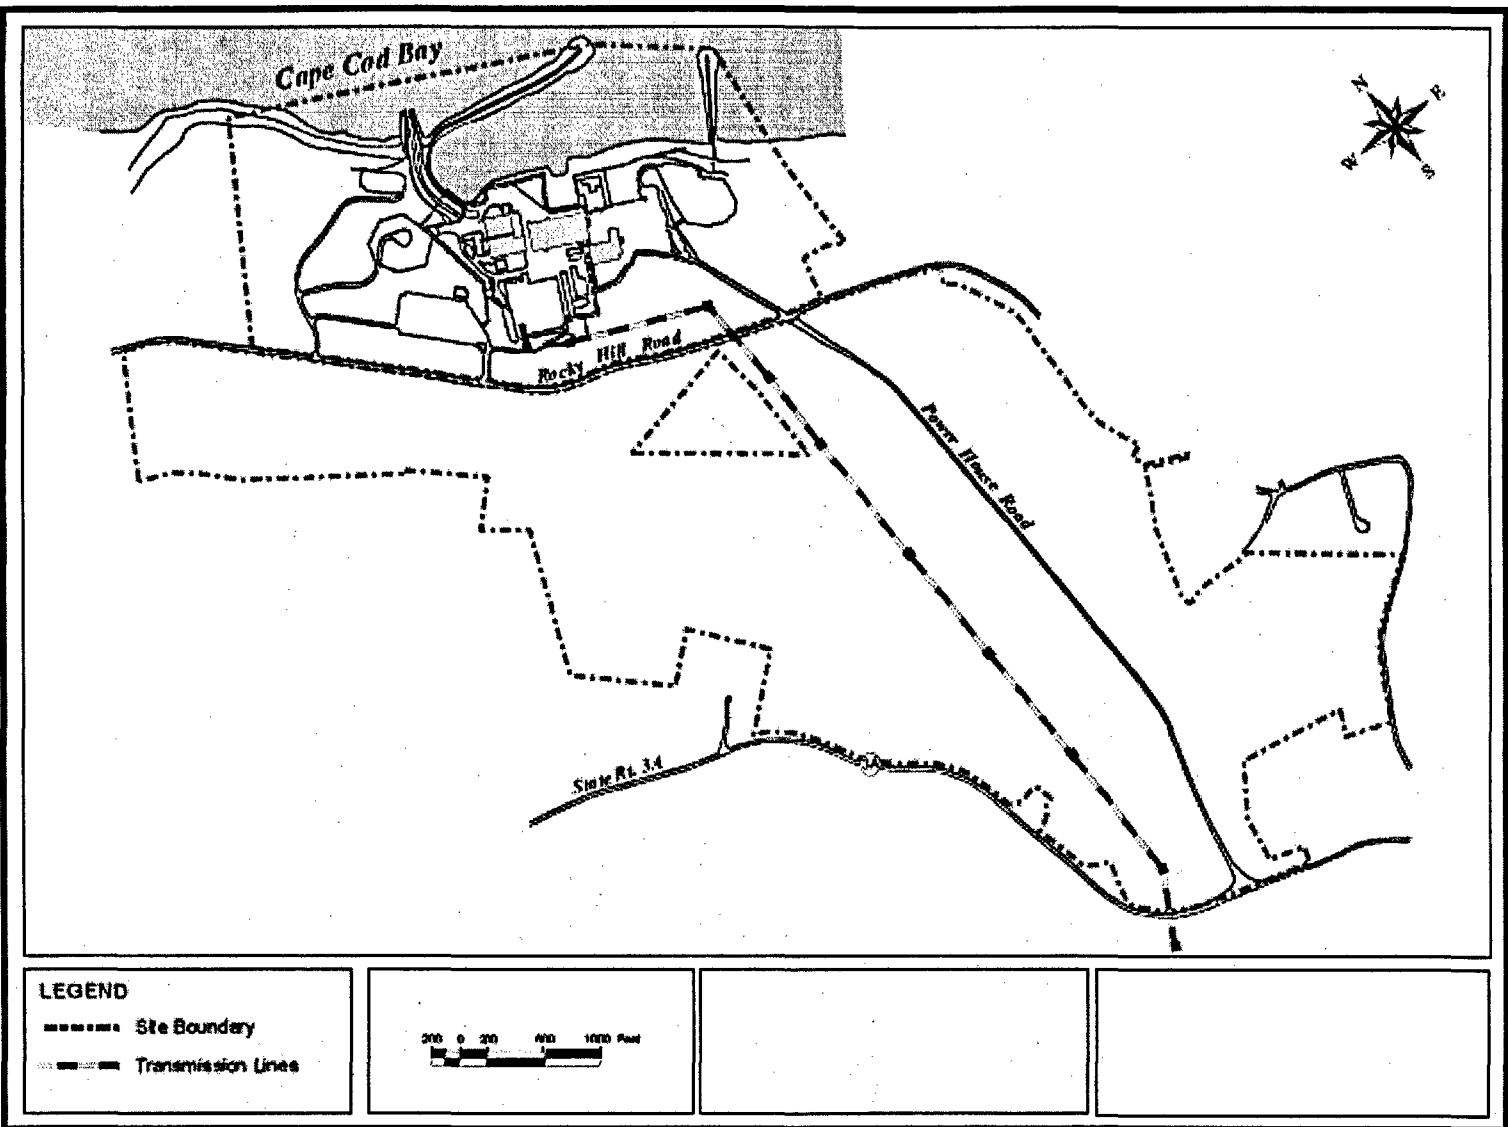 Cape Cod Bay
N
E
W
S
Rocky Hill Road
Power House Road
State Rt. 3A
3A
LEGEND
Site Boundary
Transmission Lines
200 0 200 600 1000 Feet